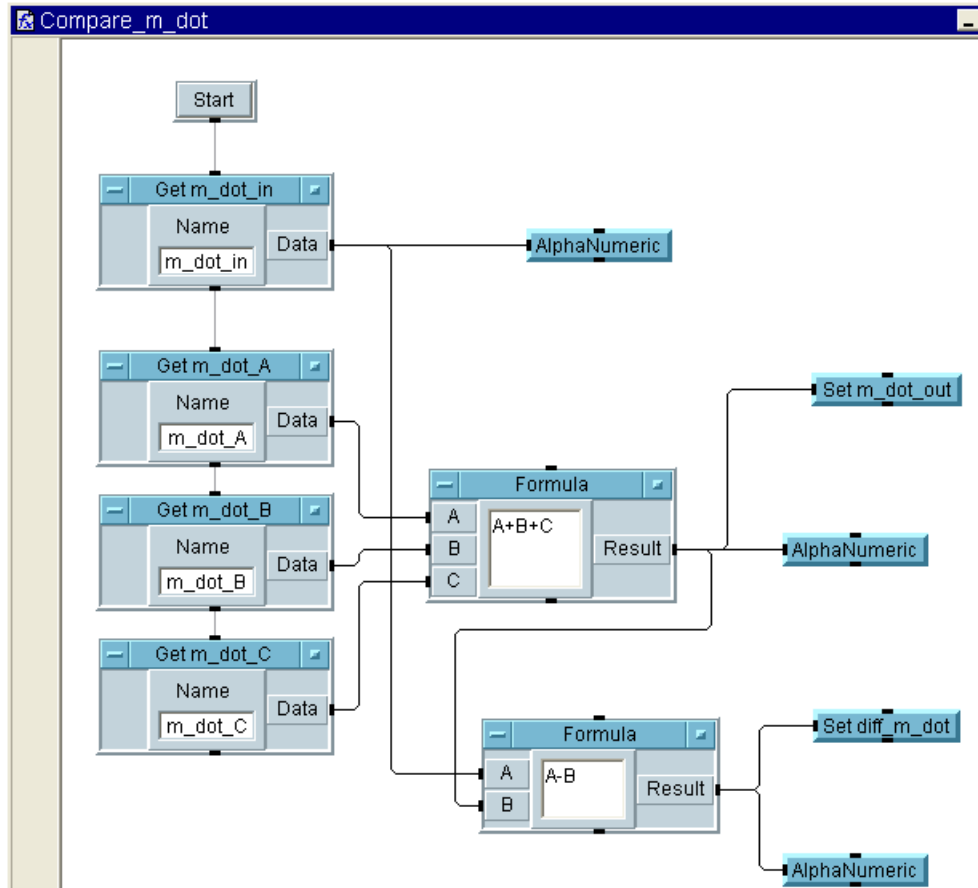 Compare_m_dot
Start
Get m_dot_in
Name
m_dot_in
Data
AlphaNumeric
Get m_dot_A
Name
m_dot_A
Data
Set m_dot_out
Get m_dot_B
Name
m_dot_B
Data
Formula
A
B
C
A+B+C
Result
AlphaNumeric
Get m_dot_C
Name
m_dot_C
Data
Formula
A
B
A-B
Result
Set diff_m_dot
AlphaNumeric